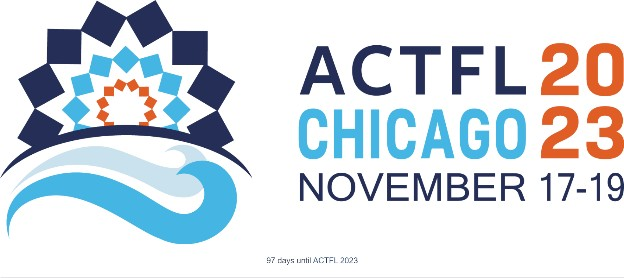 ACTFL 20
CHICAGO 23
NOVEMBER 17-19
97 days until ACTFL 2023